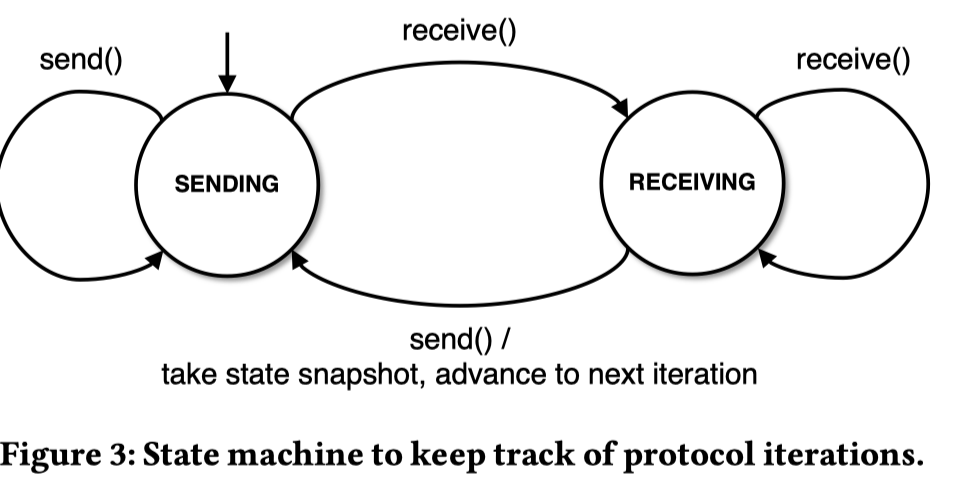 receive()
send()
receive()
SENDING
RECEIVING
send() /
take state snapshot, advance to next iteration
Figure 3: State machine to keep track of protocol iterations.